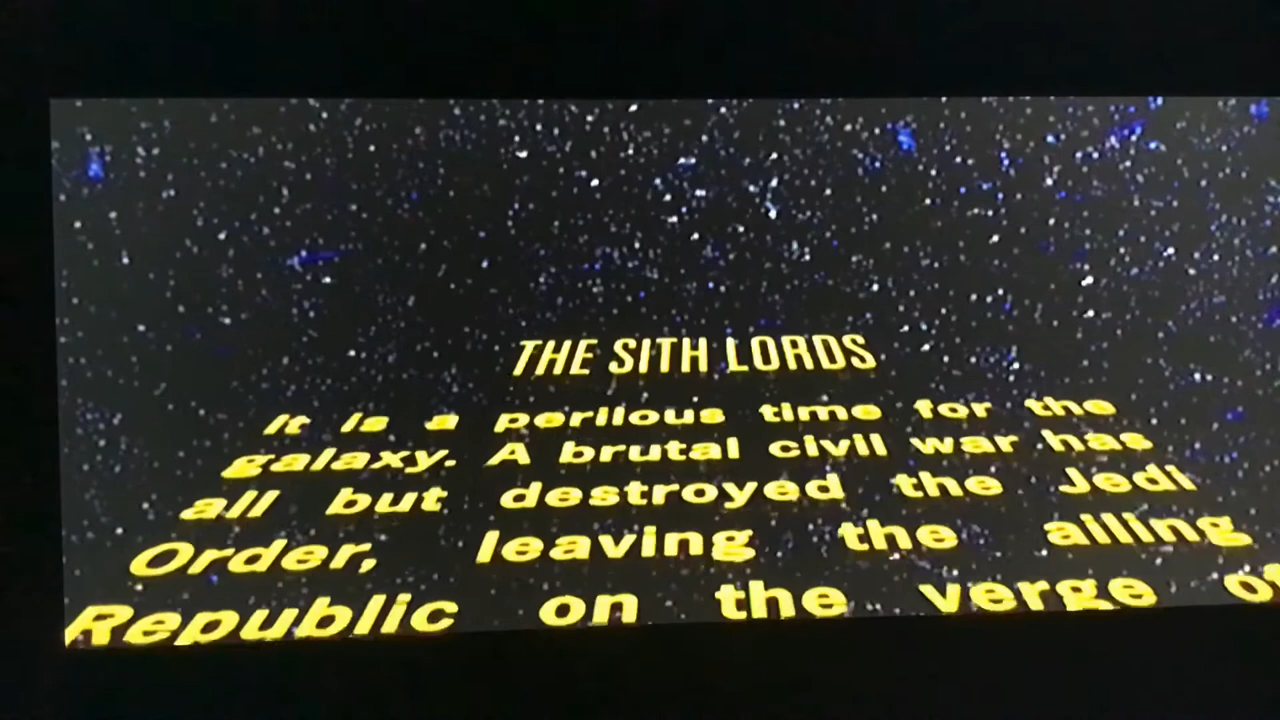 THE SITH LORDS
It is a perilous time for the
galaxy. A brutal civil war has
all but destroyed the Jedi
Order, leaving the ailing
Republic on the verge of